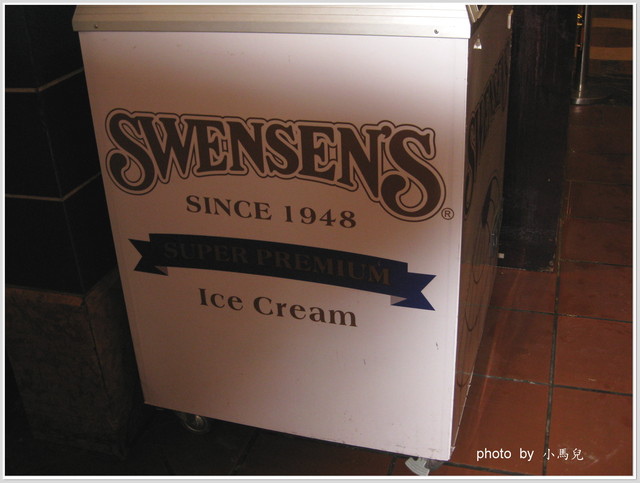 SWENSEN'S®
SINCE 1948
SUPER PREMIUM
Ice Cream
photo by 小馬兒